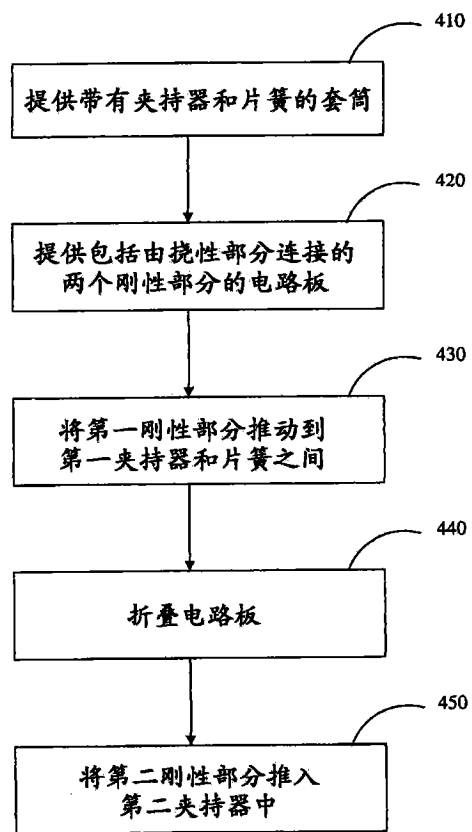 410
提供带有夹持器和片簧的套筒
420
提供包括由挠性部分连接的
两个刚性部分的电路板
430
将第一刚性部分推动到
第一夹持器和片簧之间
440
折叠电路板
450
将第二刚性部分推入
第二夹持器中